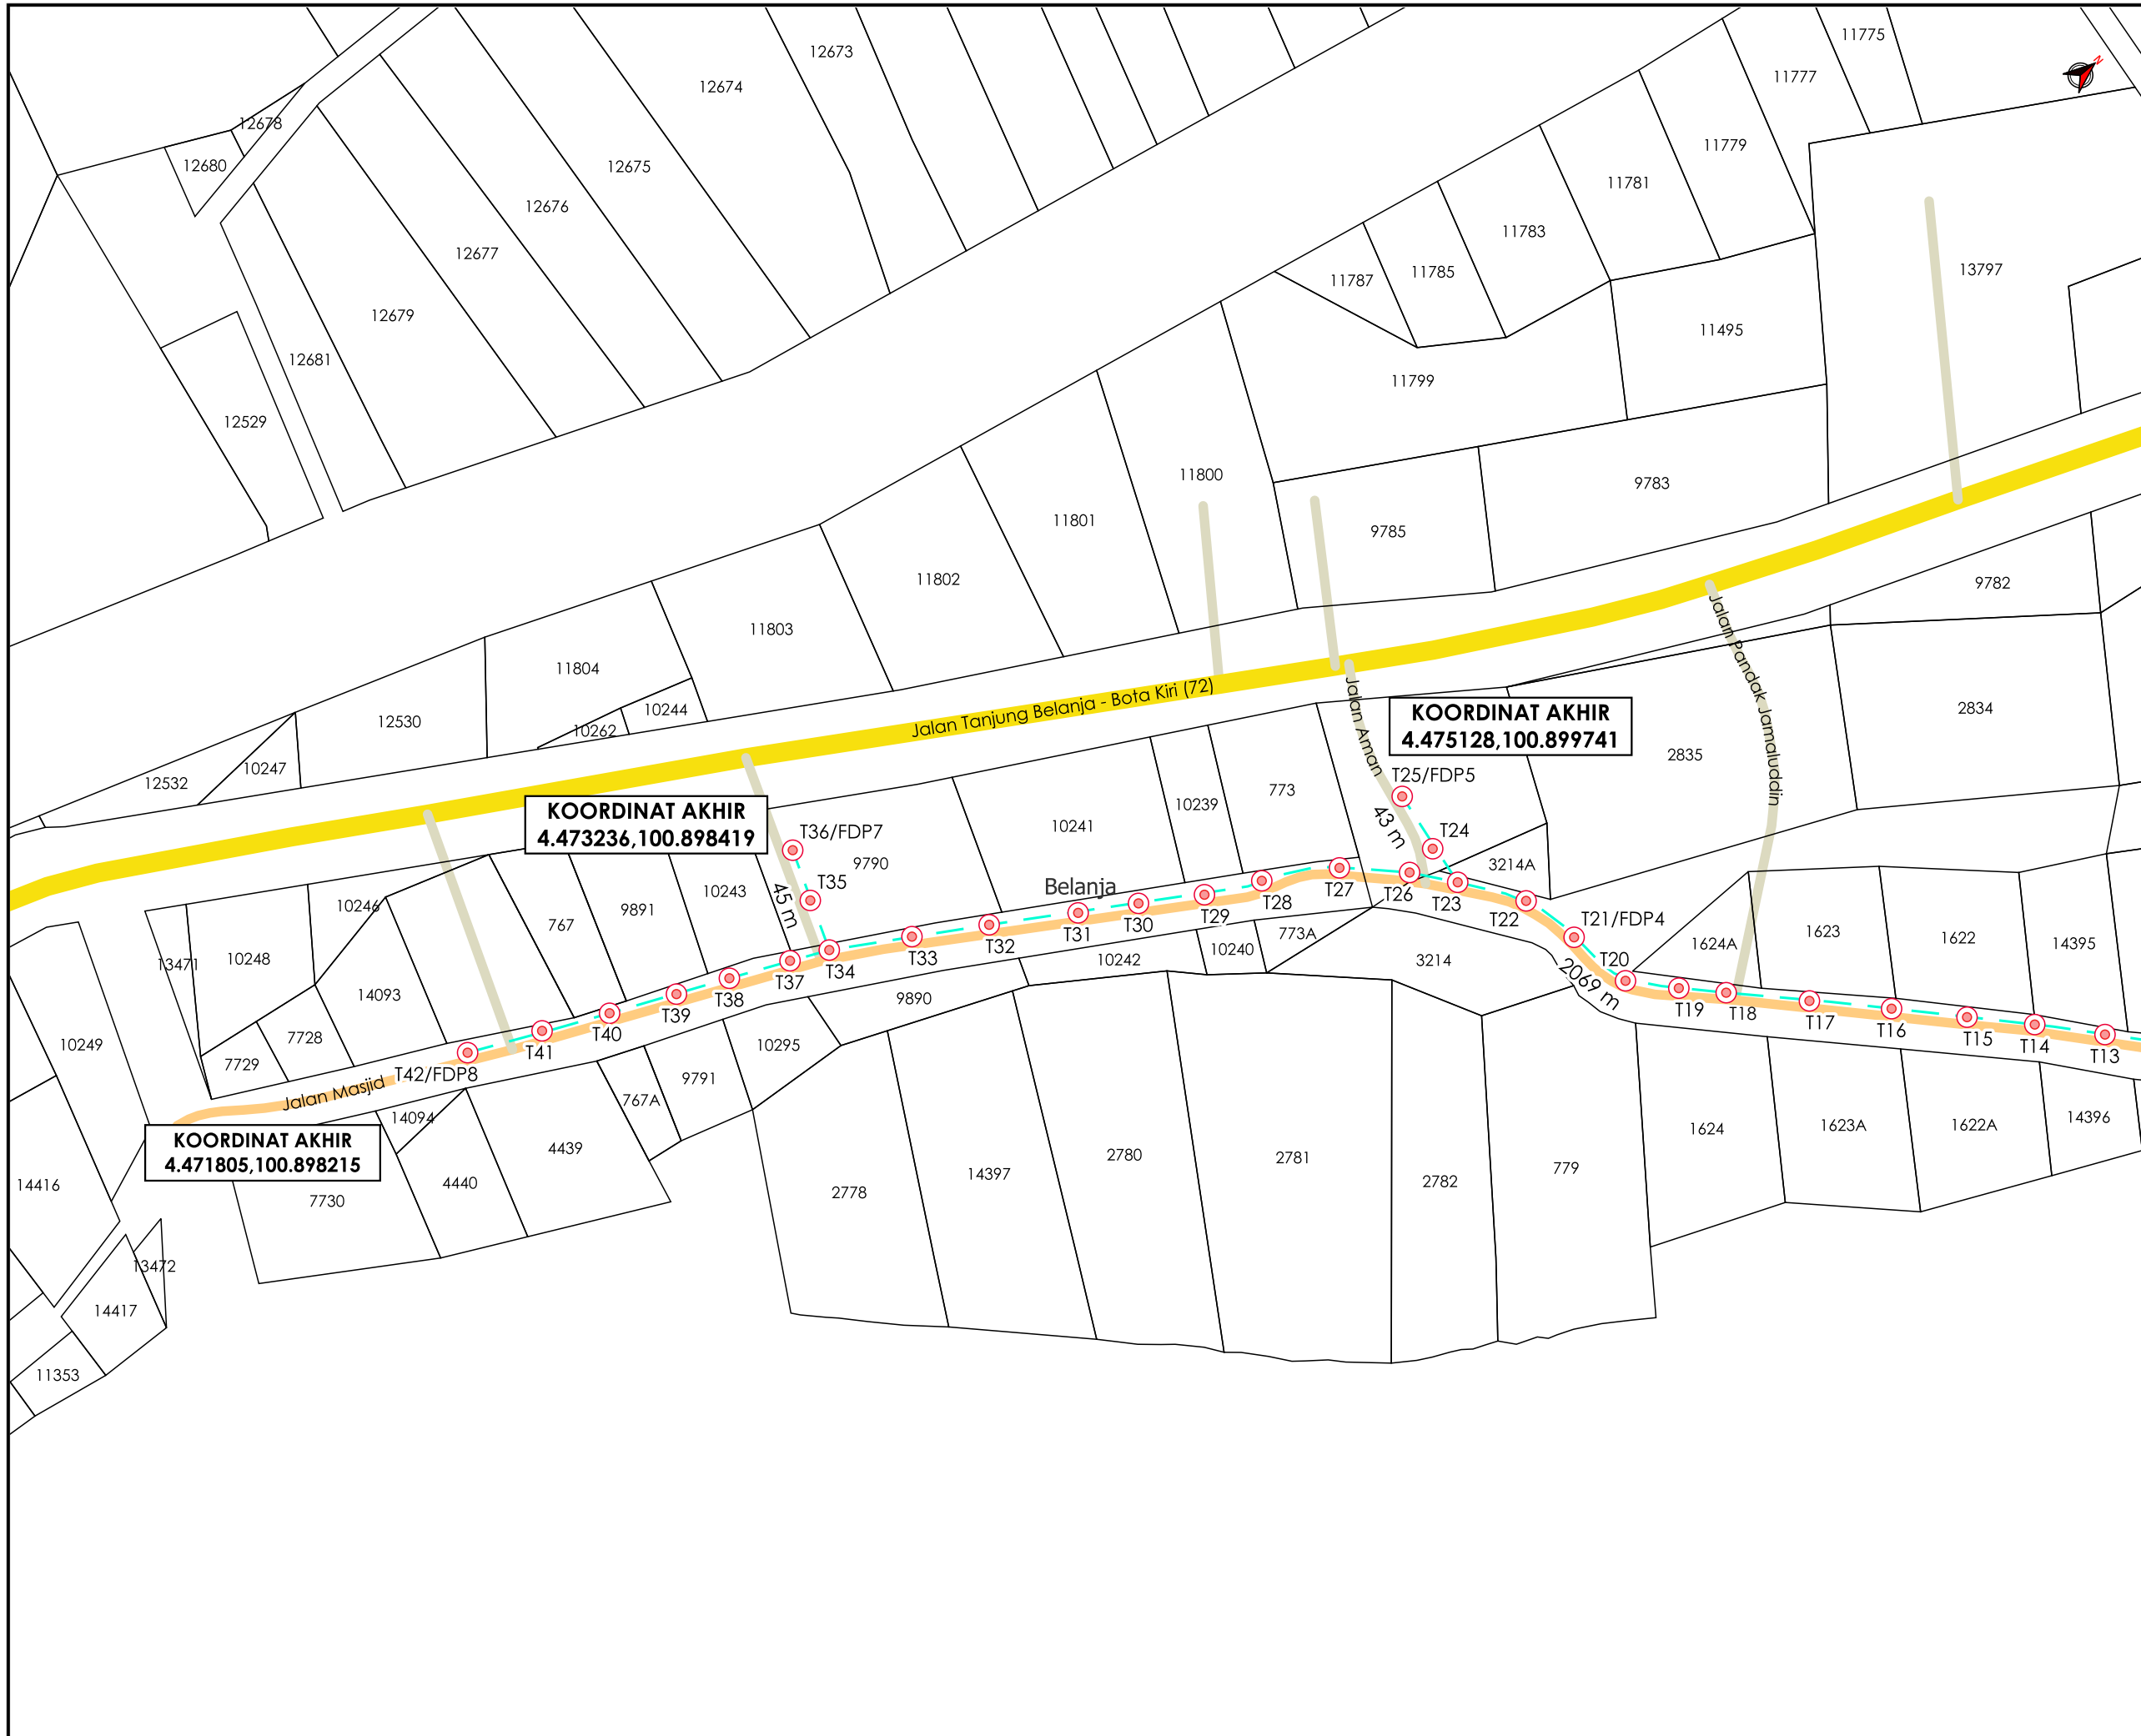 12673
11775
N
11777
12674
12678
11779
12680
12675
11781
12676
11783
12677
11785
13797
11787
12679
11495
12681
11799
12529
11800
9783
11801
9785
11802
9782
11803
Jalan Pandak Jamaluddin
11804
Jalan Tanjung Belanja - Bota Kiri (72)
10244
2834
12530
10262
KOORDINAT AKHIR
4.475128,100.899741
Jalan Aman
2835
10247
12532
T25/FDP5
773
10239
KOORDINAT AKHIR
4.473236,100.898419
10241
43 m
T36/FDP7
T24
9790
3214A
Belanja
10243
T35
45 m
10246
9891
767
T27
T26
T23
T28
T29
T22
T21/FDP4
T30
T31
T32
T33
773A
1623
1622
14395
1624A
10240
13471
10248
T34
10242
3214
T20
2069 m
T37
T38
14093
9890
T39
T19
T18
T17
T16
T15
T14
T13
T40
7728
10249
10295
T41
7729
T42/FDP8
9791
Jalan Masjid
767A
14094
14396
1624
1623A
1622A
KOORDINAT AKHIR
4.471805,100.898215
4439
2780
2781
779
14397
14416
4440
2782
2778
7730
13472
14417
11353